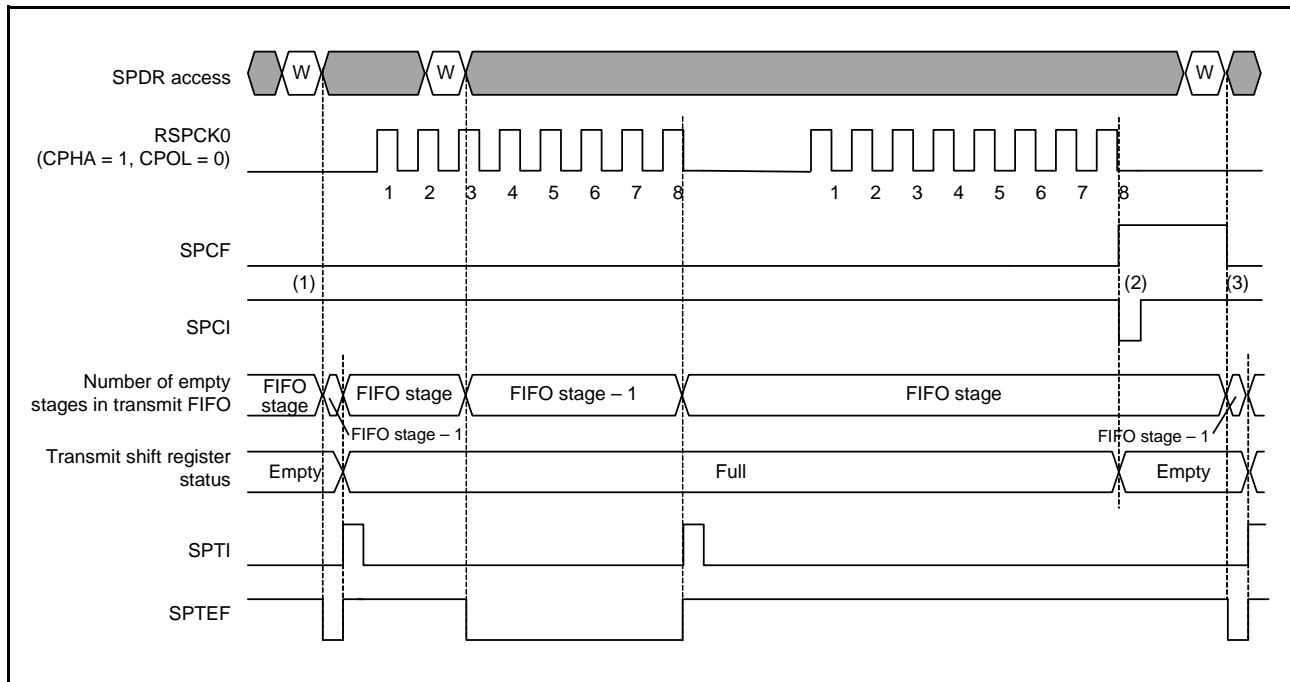 SPDR access
W
W
W
RSPCK0
(CPHA = 1, CPOL = 0)
1 2 3 4 5 6 7 8 1 2 3 4 5 6 7 8
SPCF
(1) (2) (3)
SPCI
Number of empty
stages in transmit FIFO
FIFO
stage
FIFO stage
FIFO stage – 1
FIFO stage
FIFO stage – 1
FIFO stage – 1
Transmit shift register
status
Empty
Full
Empty
SPTI
SPTEF